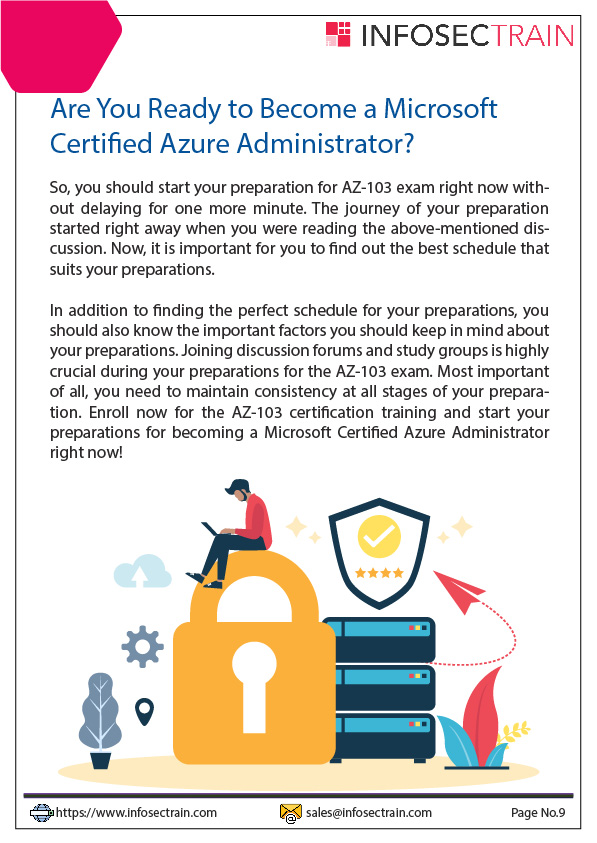 INFOSECTRAIN
Are You Ready to Become a Microsoft
Certified Azure Administrator?
So, you should start your preparation for AZ-103 exam right now with-
out delaying for one more minute. The journey of your preparation
started right away when you were reading the above-mentioned dis-
cussion. Now, it is important for you to find out the best schedule that
suits your preparations.
In addition to finding the perfect schedule for your preparations, you
should also know the important factors you should keep in mind about
your preparations. Joining discussion forums and study groups is highly
crucial during your preparations for the AZ-103 exam. Most important
of all, you need to maintain consistency at all stages of your prepara-
tion. Enroll now for the AZ-103 certification training and start your
preparations for becoming a Microsoft Certified Azure Administrator
right now!
https://www.infosectrain.com sales@infosectrain.com Page No.9